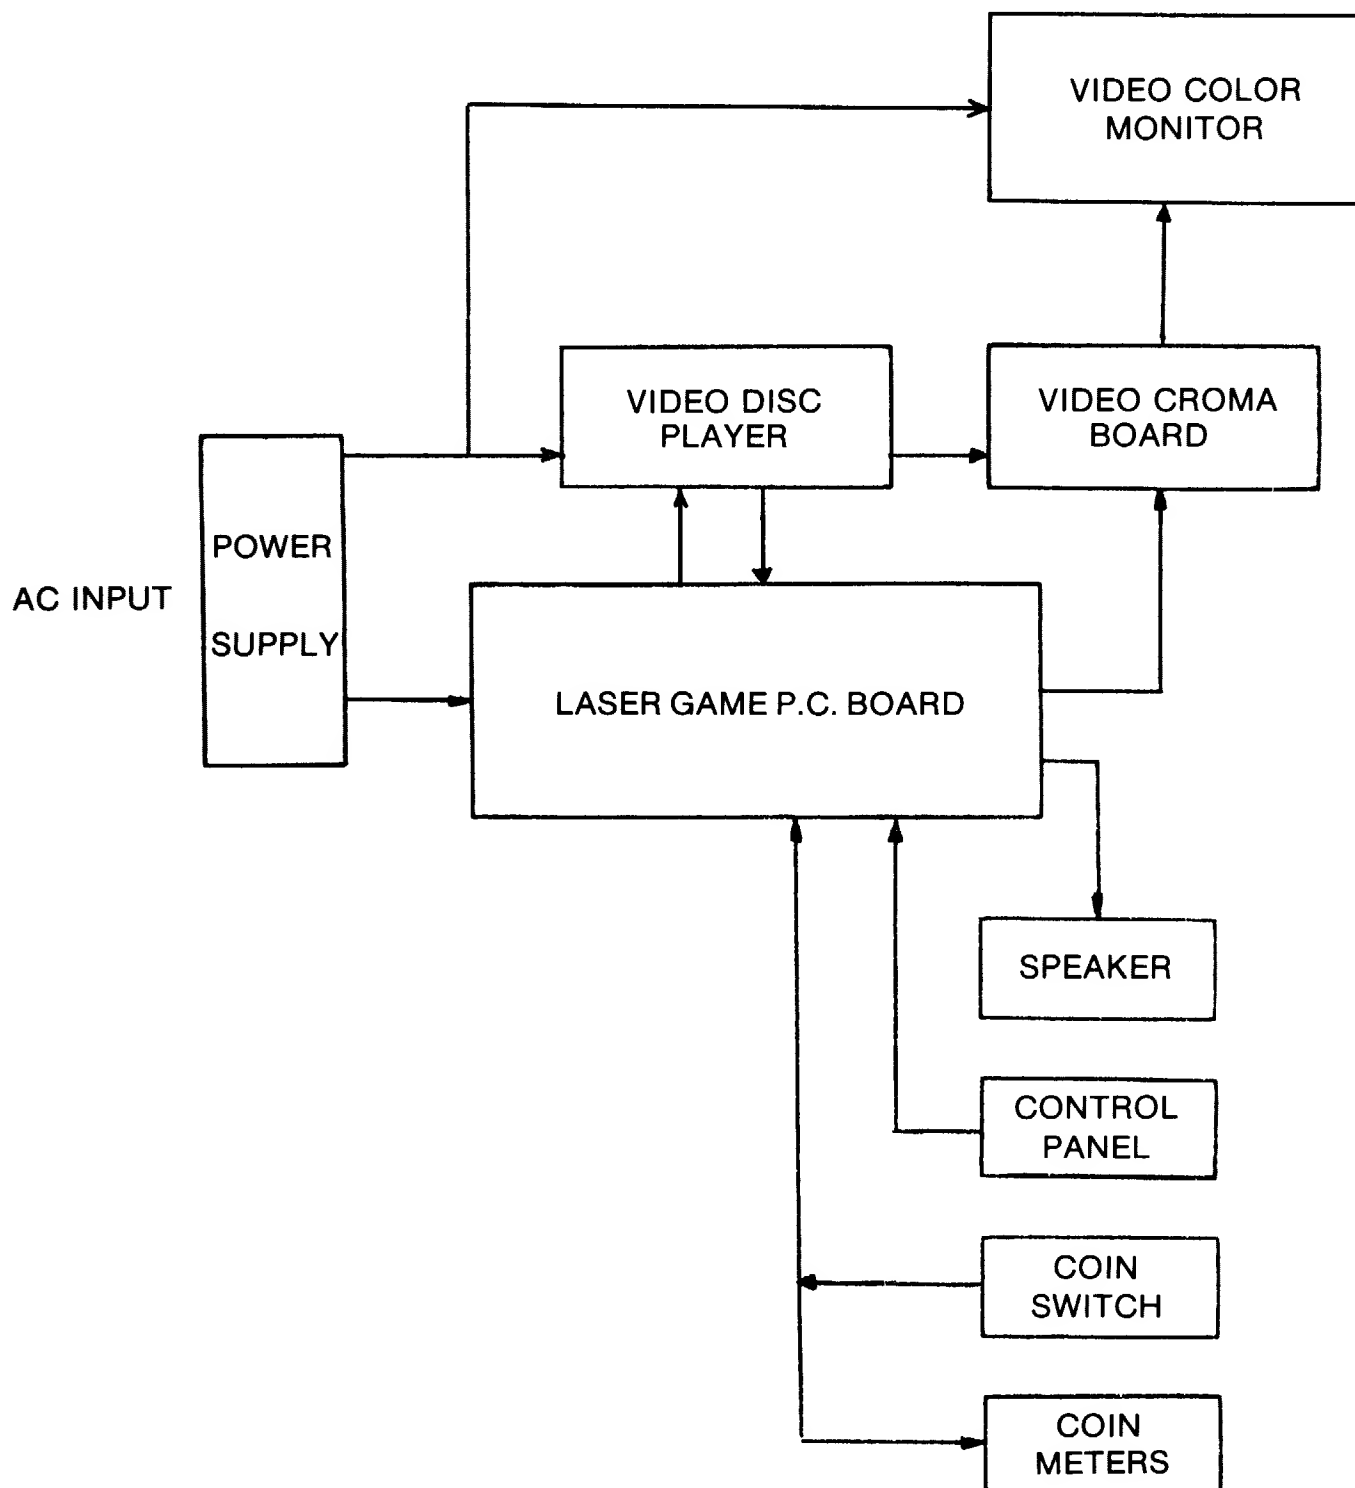 VIDEO COLOR
MONITOR
VIDEO DISC
PLAYER
VIDEO CROMA
BOARD
AC INPUT
POWER
SUPPLY
LASER GAME P.C. BOARD
SPEAKER
CONTROL
PANEL
COIN
SWITCH
COIN
METERS